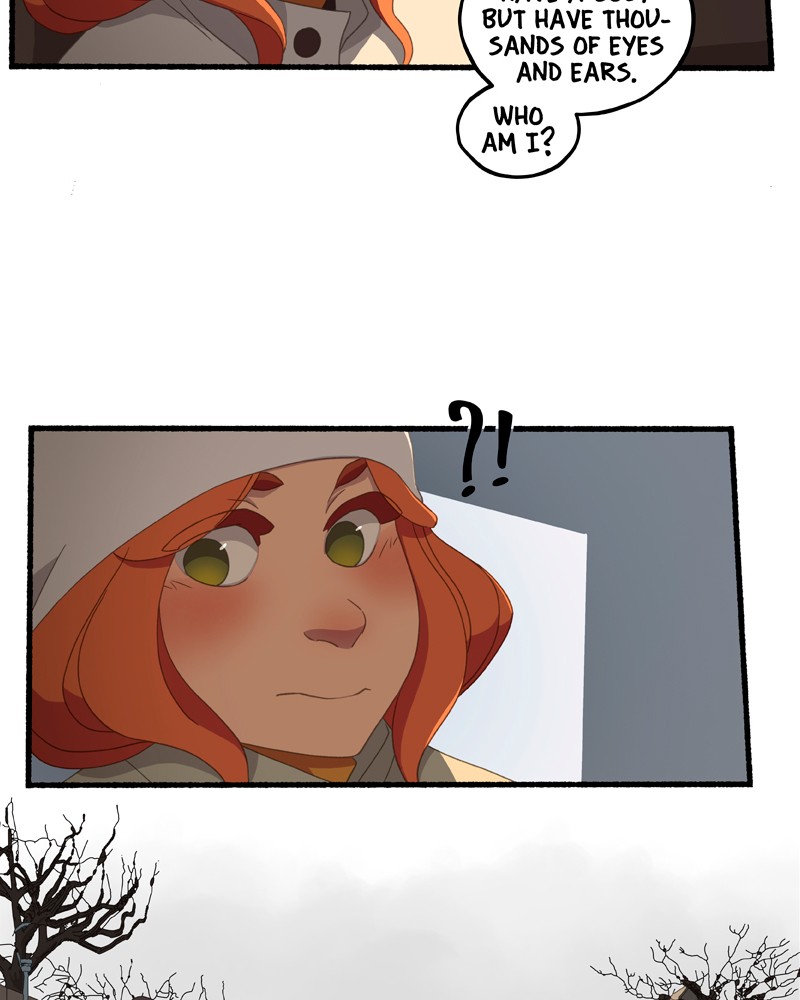 BUT HAVE THOU-
SANDS OF EYES
AND EARS.
WHO
AM I?
?!